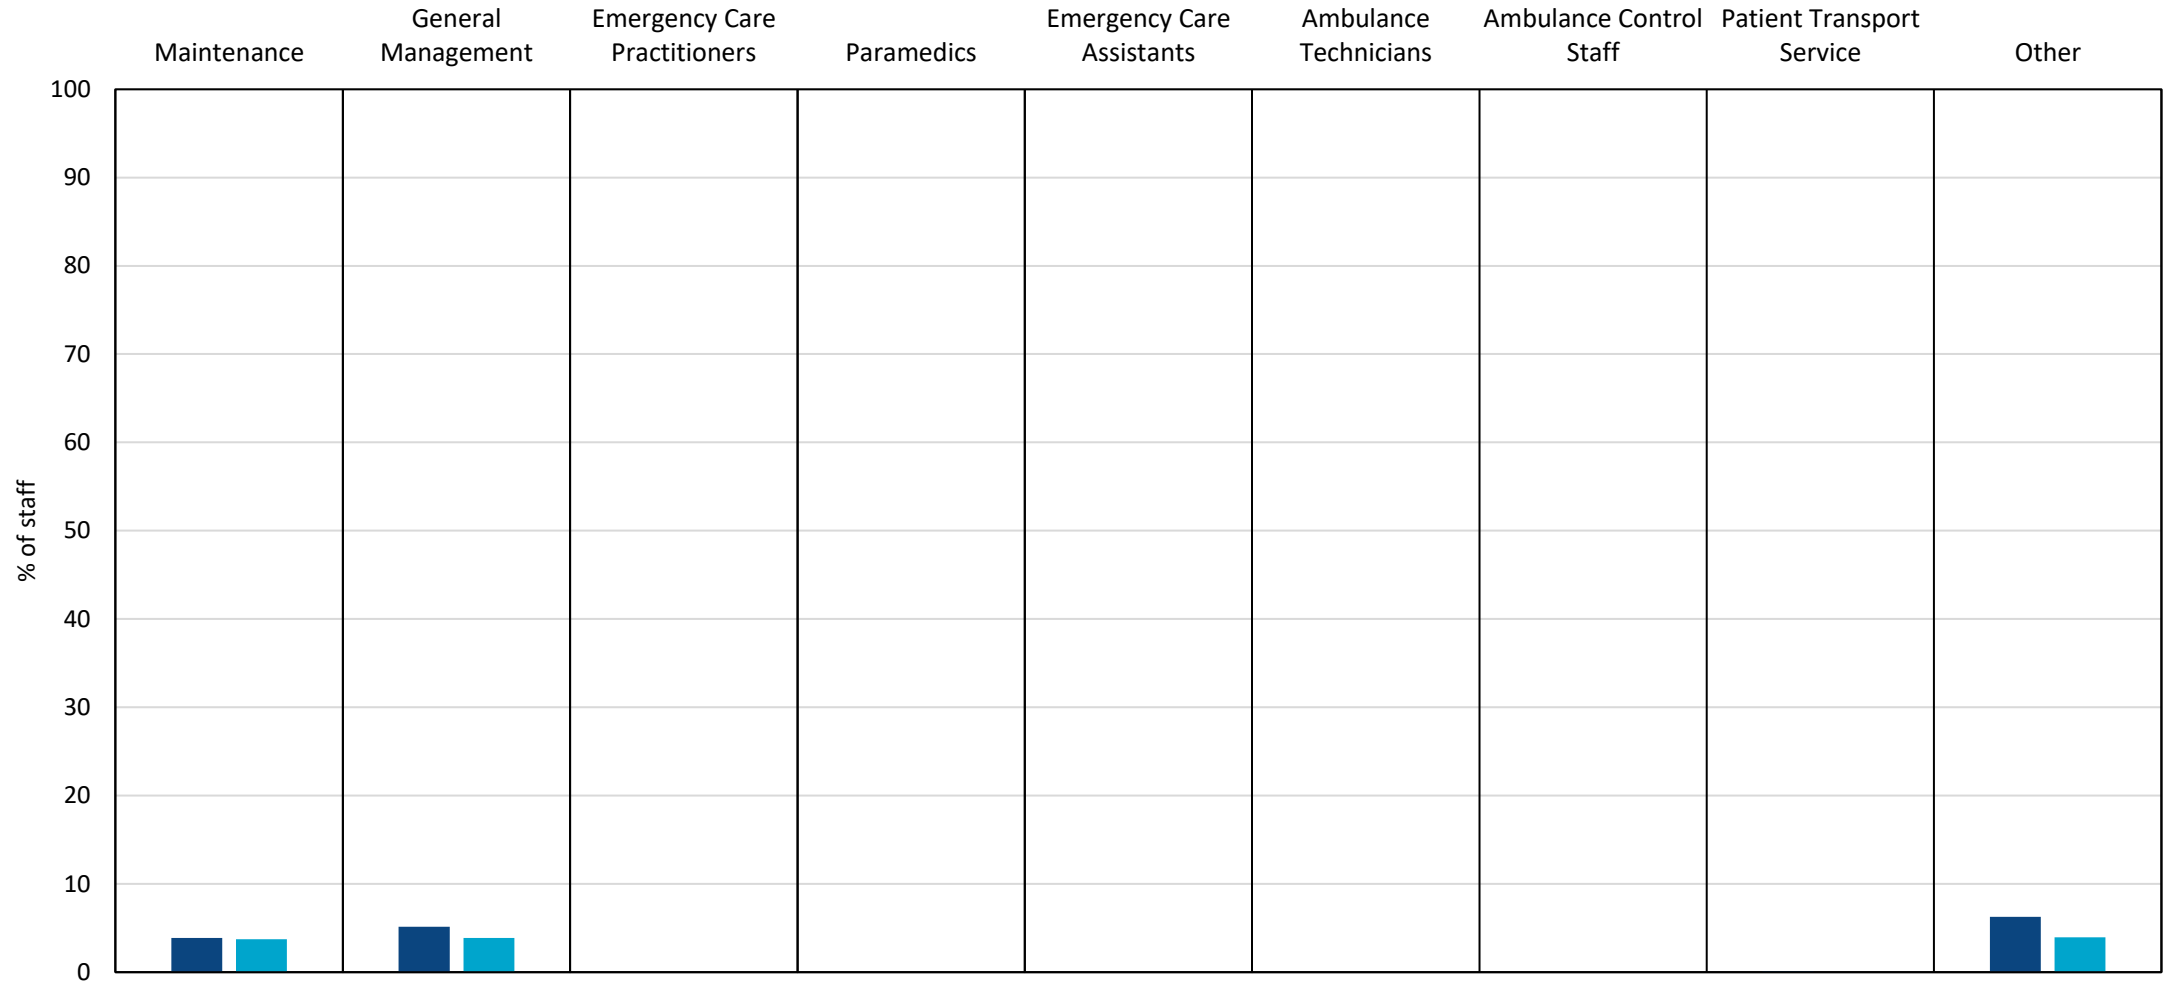 Maintenance
General
Management
Emergency Care
Practitioners
Paramedics
Emergency Care
Assistants
Ambulance
Technicians
Ambulance Control
Staff
Patient Transport
Service
Other
100
90
80
70
60
50
40
30
20
10
0
% of staff